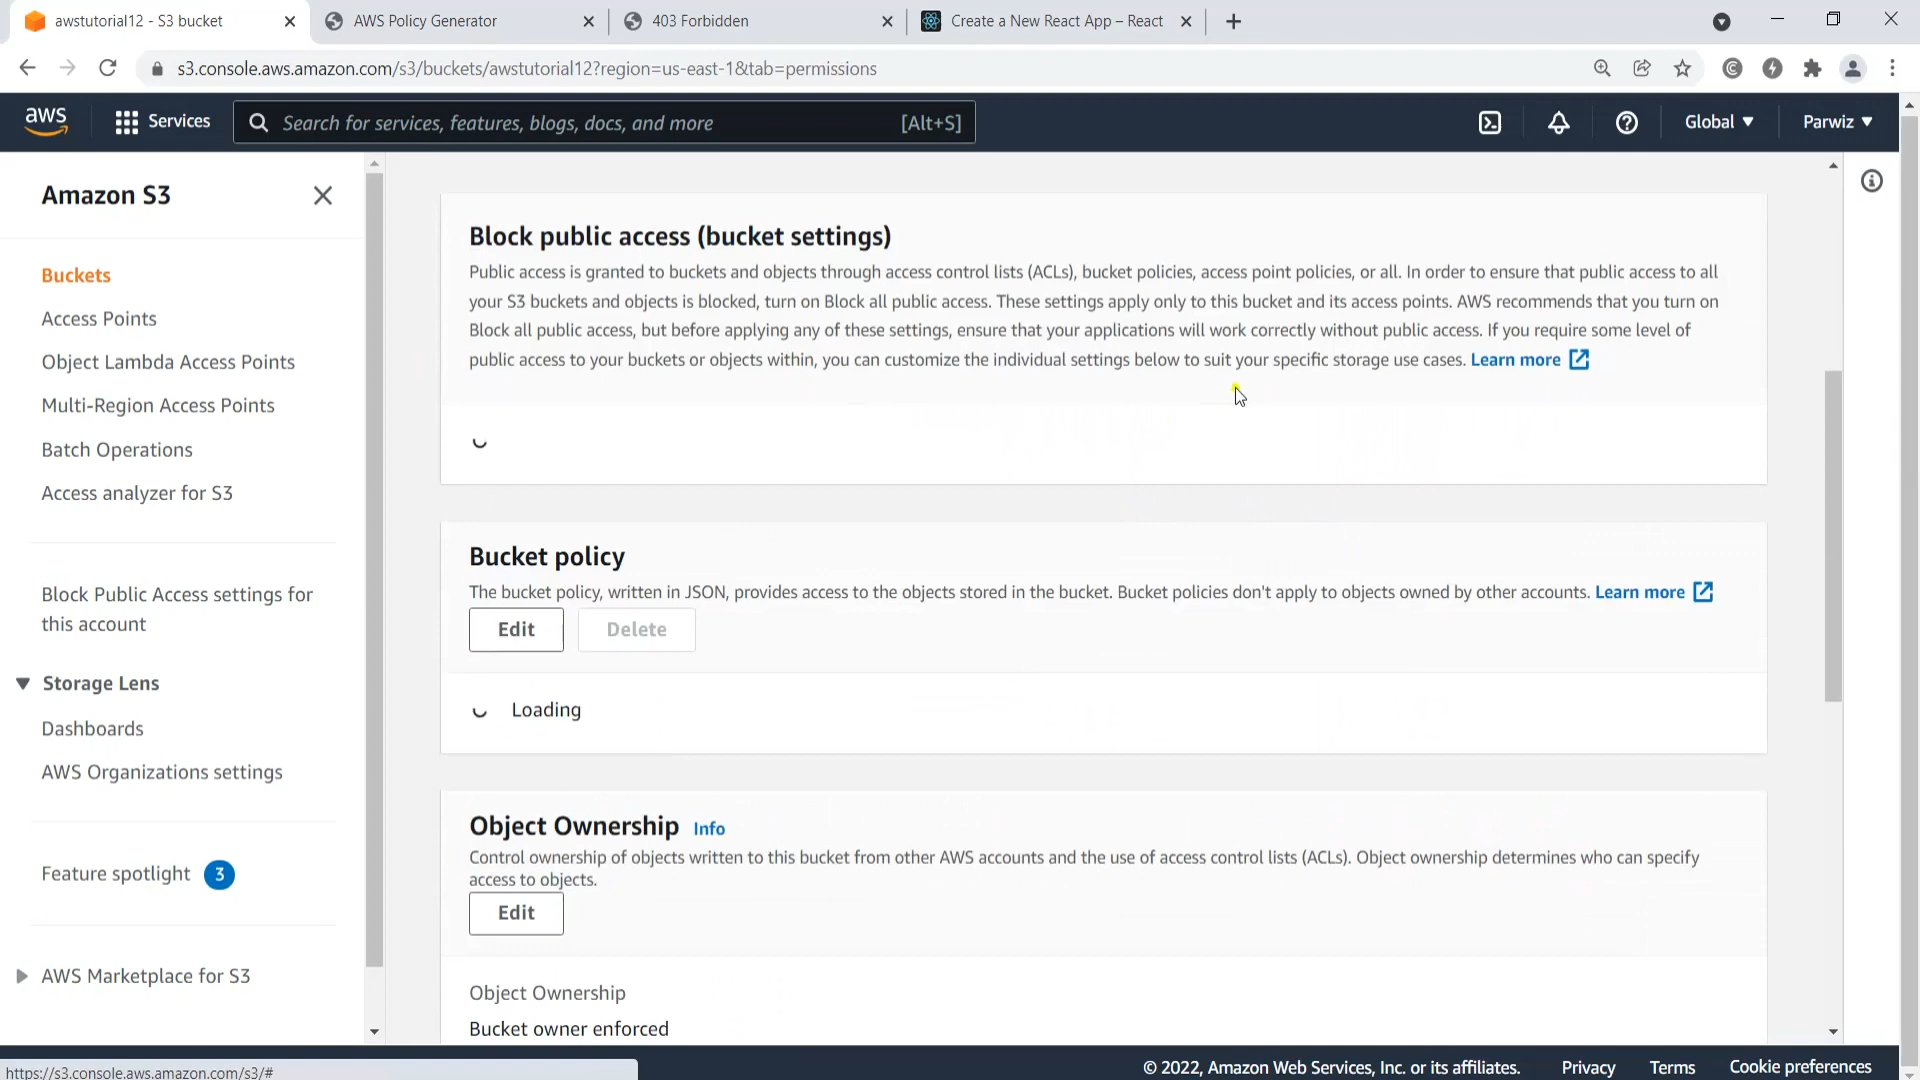 awstutorial12 - S3 bucket
AWS Policy Generator
403 Forbidden
Create a New React App – React
s3.console.aws.amazon.com/s3/buckets/awstutorial12?region=us-east-1&tab=permissions
aws
Services
Search for services, features, blogs, docs, and more
[Alt+S]
Global
Parwiz
Amazon S3
Buckets
Access Points
Object Lambda Access Points
Multi-Region Access Points
Batch Operations
Access analyzer for S3
Block Public Access settings for
this account
Storage Lens
Dashboards
AWS Organizations settings
Feature spotlight 3
AWS Marketplace for S3
Block public access (bucket settings)
Public access is granted to buckets and objects through access control lists (ACLs), bucket policies, access point policies, or all. In order to ensure that public access to all
your S3 buckets and objects is blocked, turn on Block all public access. These settings apply only to this bucket and its access points. AWS recommends that you turn on
Block all public access, but before applying any of these settings, ensure that your applications will work correctly without public access. If you require some level of
public access to your buckets or objects within, you can customize the individual settings below to suit your specific storage use cases. Learn more
Bucket policy
The bucket policy, written in JSON, provides access to the objects stored in the bucket. Bucket policies don't apply to objects owned by other accounts. Learn more
Edit
Delete
Loading
Object Ownership Info
Control ownership of objects written to this bucket from other AWS accounts and the use of access control lists (ACLs). Object ownership determines who can specify
access to objects.
Edit
Object Ownership
Bucket owner enforced
https://s3.console.aws.amazon.com/s3/#
© 2022, Amazon Web Services, Inc. or its affiliates.
Privacy
Terms
Cookie preferences